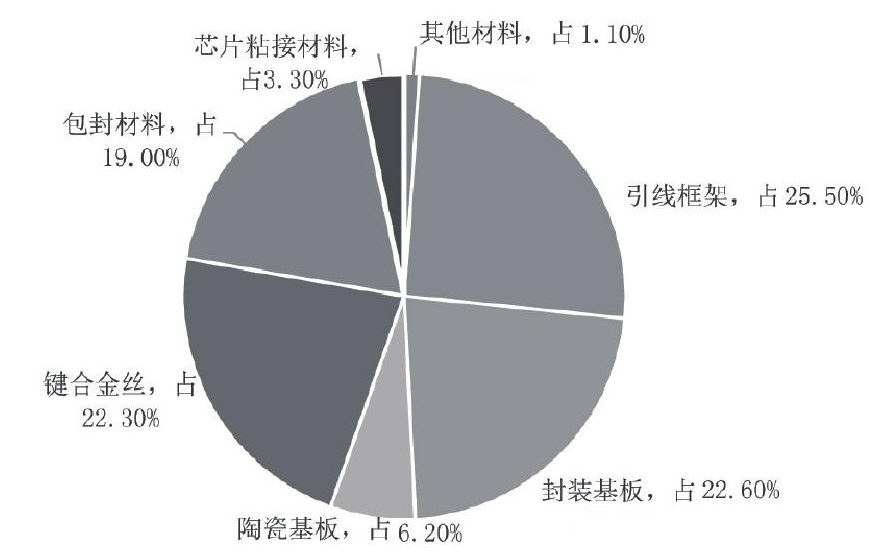 其他材料，占1.10%
芯片粘接材料，
占3.30%
包封材料，占
19.00%
引线框架，占25.50%
键合金丝，占
22.30%
封装基板，占22.60%
陶瓷基板，占6.20%